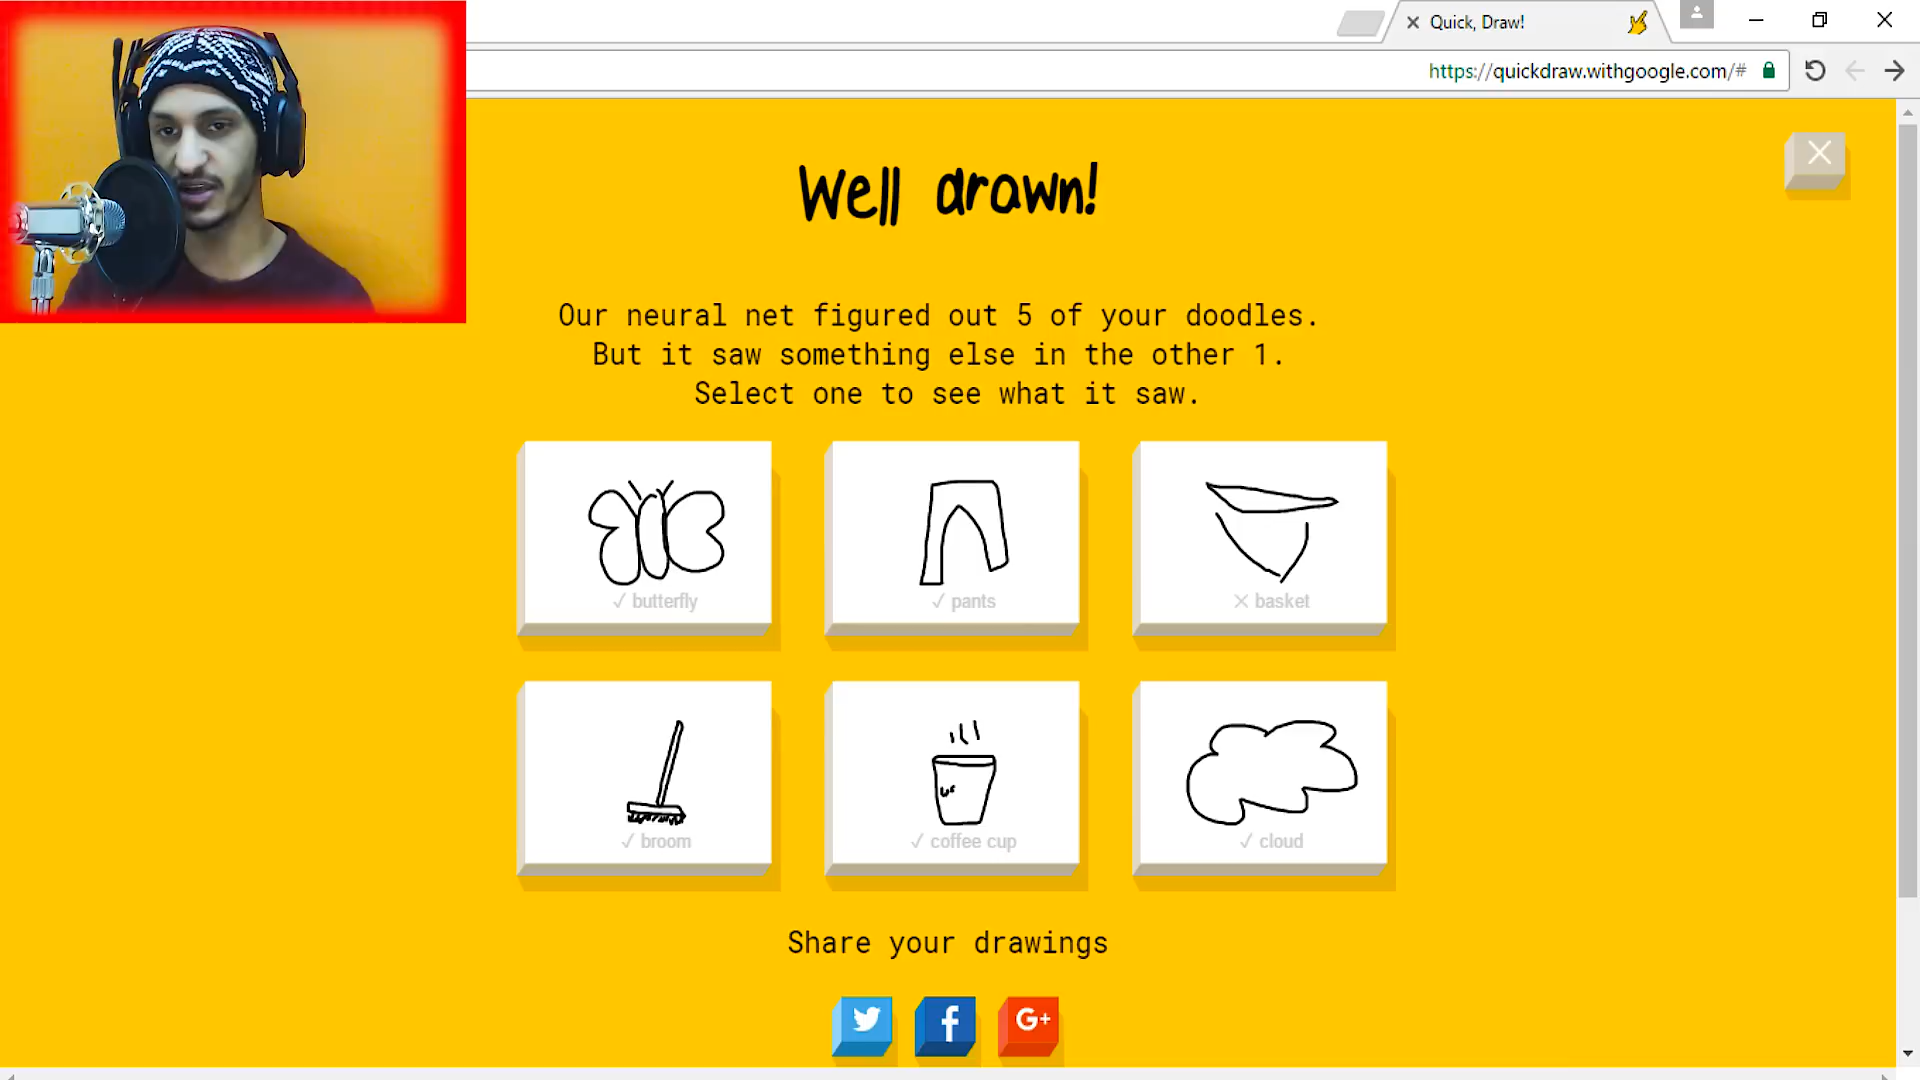 Quick, Draw!
https://quickdraw.withgoogle.com/#
Well drawn!
Our neural net figured out 5 of your doodles.
But it saw something else in the other 1.
Select one to see what it saw.
✓ butterfly
✓ pants
✕ basket
✓ broom
✓ coffee cup
✓ cloud
Share your drawings
f
G+